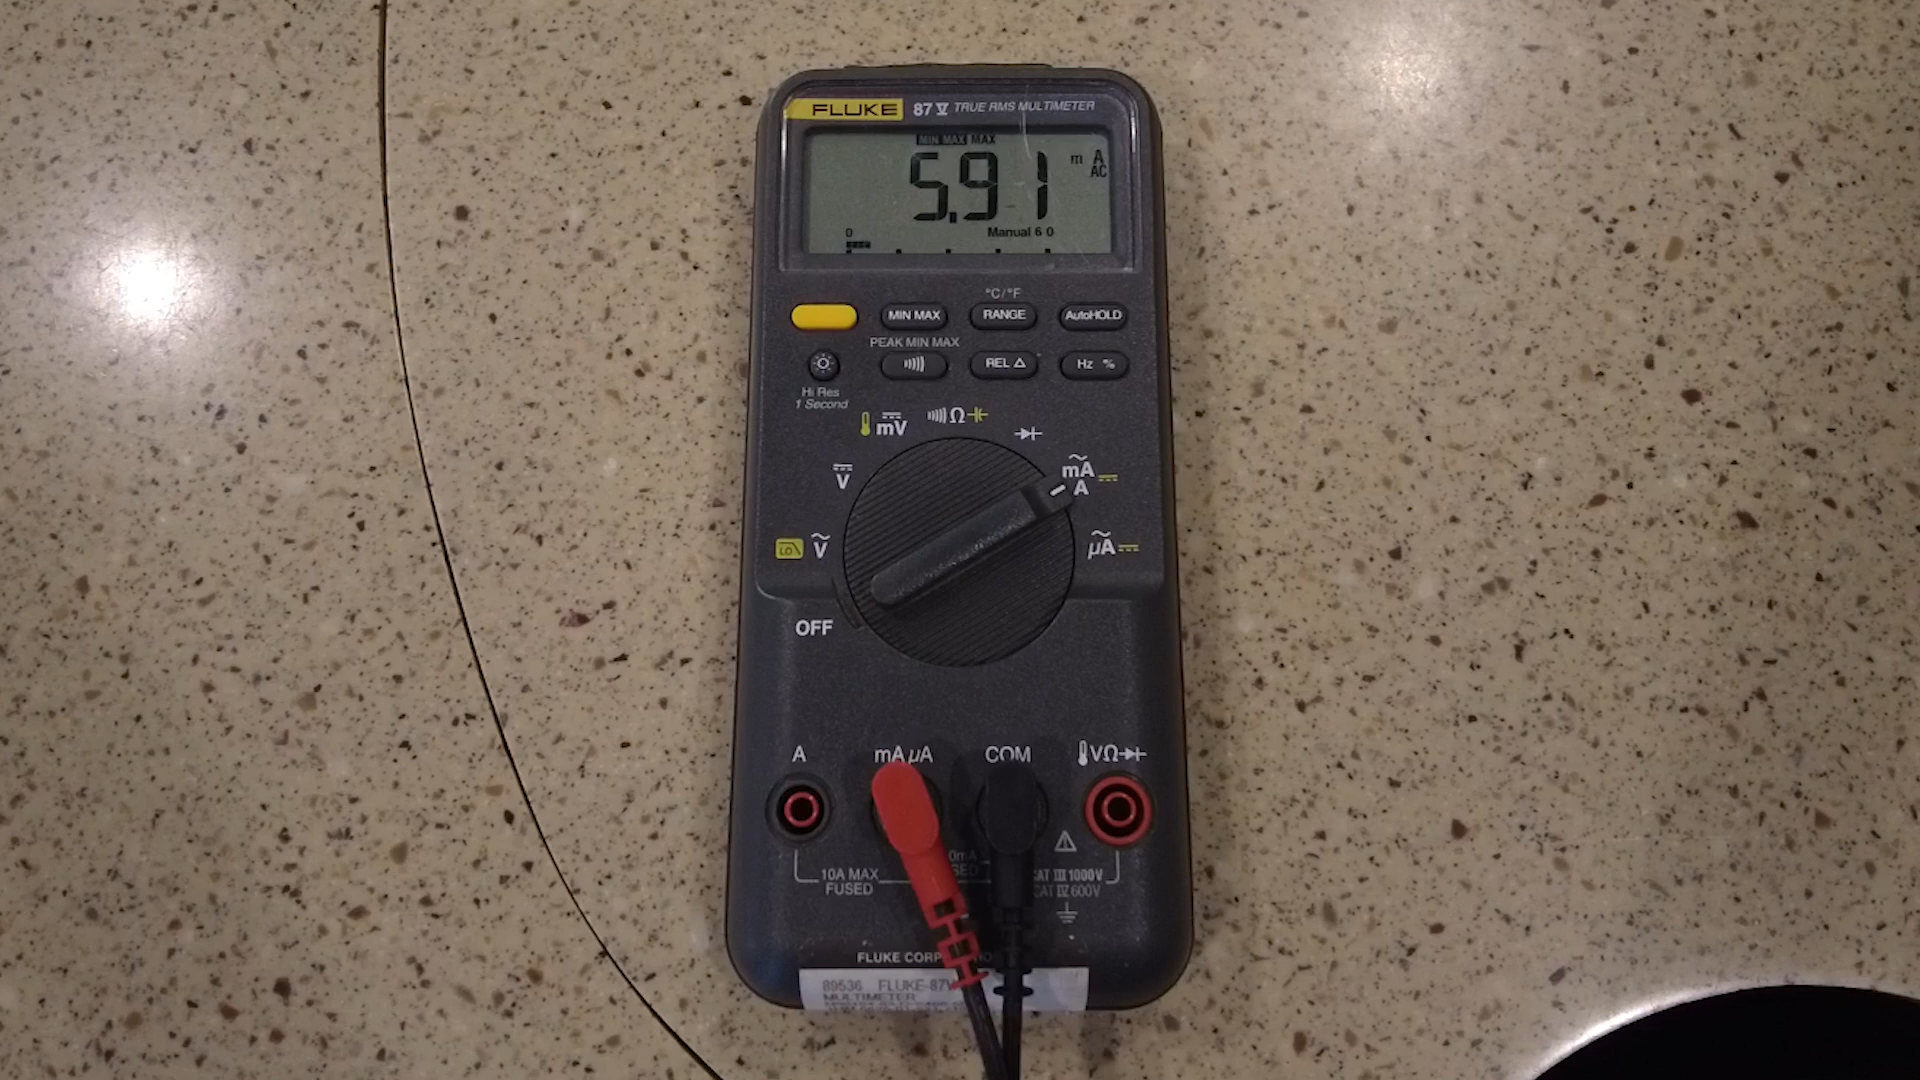 FLUKE 87 V TRUE RMS MULTIMETER
MIN MAX MAX
5.91 m A
AC
0 Manual 6 0
°C/°F
MIN MAX RANGE AutoHOLD
PEAK MIN MAX
REL △ Hz %
Hi Res
1 Second
mV Ω
V mA
A
LO V µA
OFF
A mA µA COM VΩ
10A MAX
FUSED
CAT III 1000V
CAT IV 600V
FLUKE
89536 FLUKE-87V
MULTIMETER